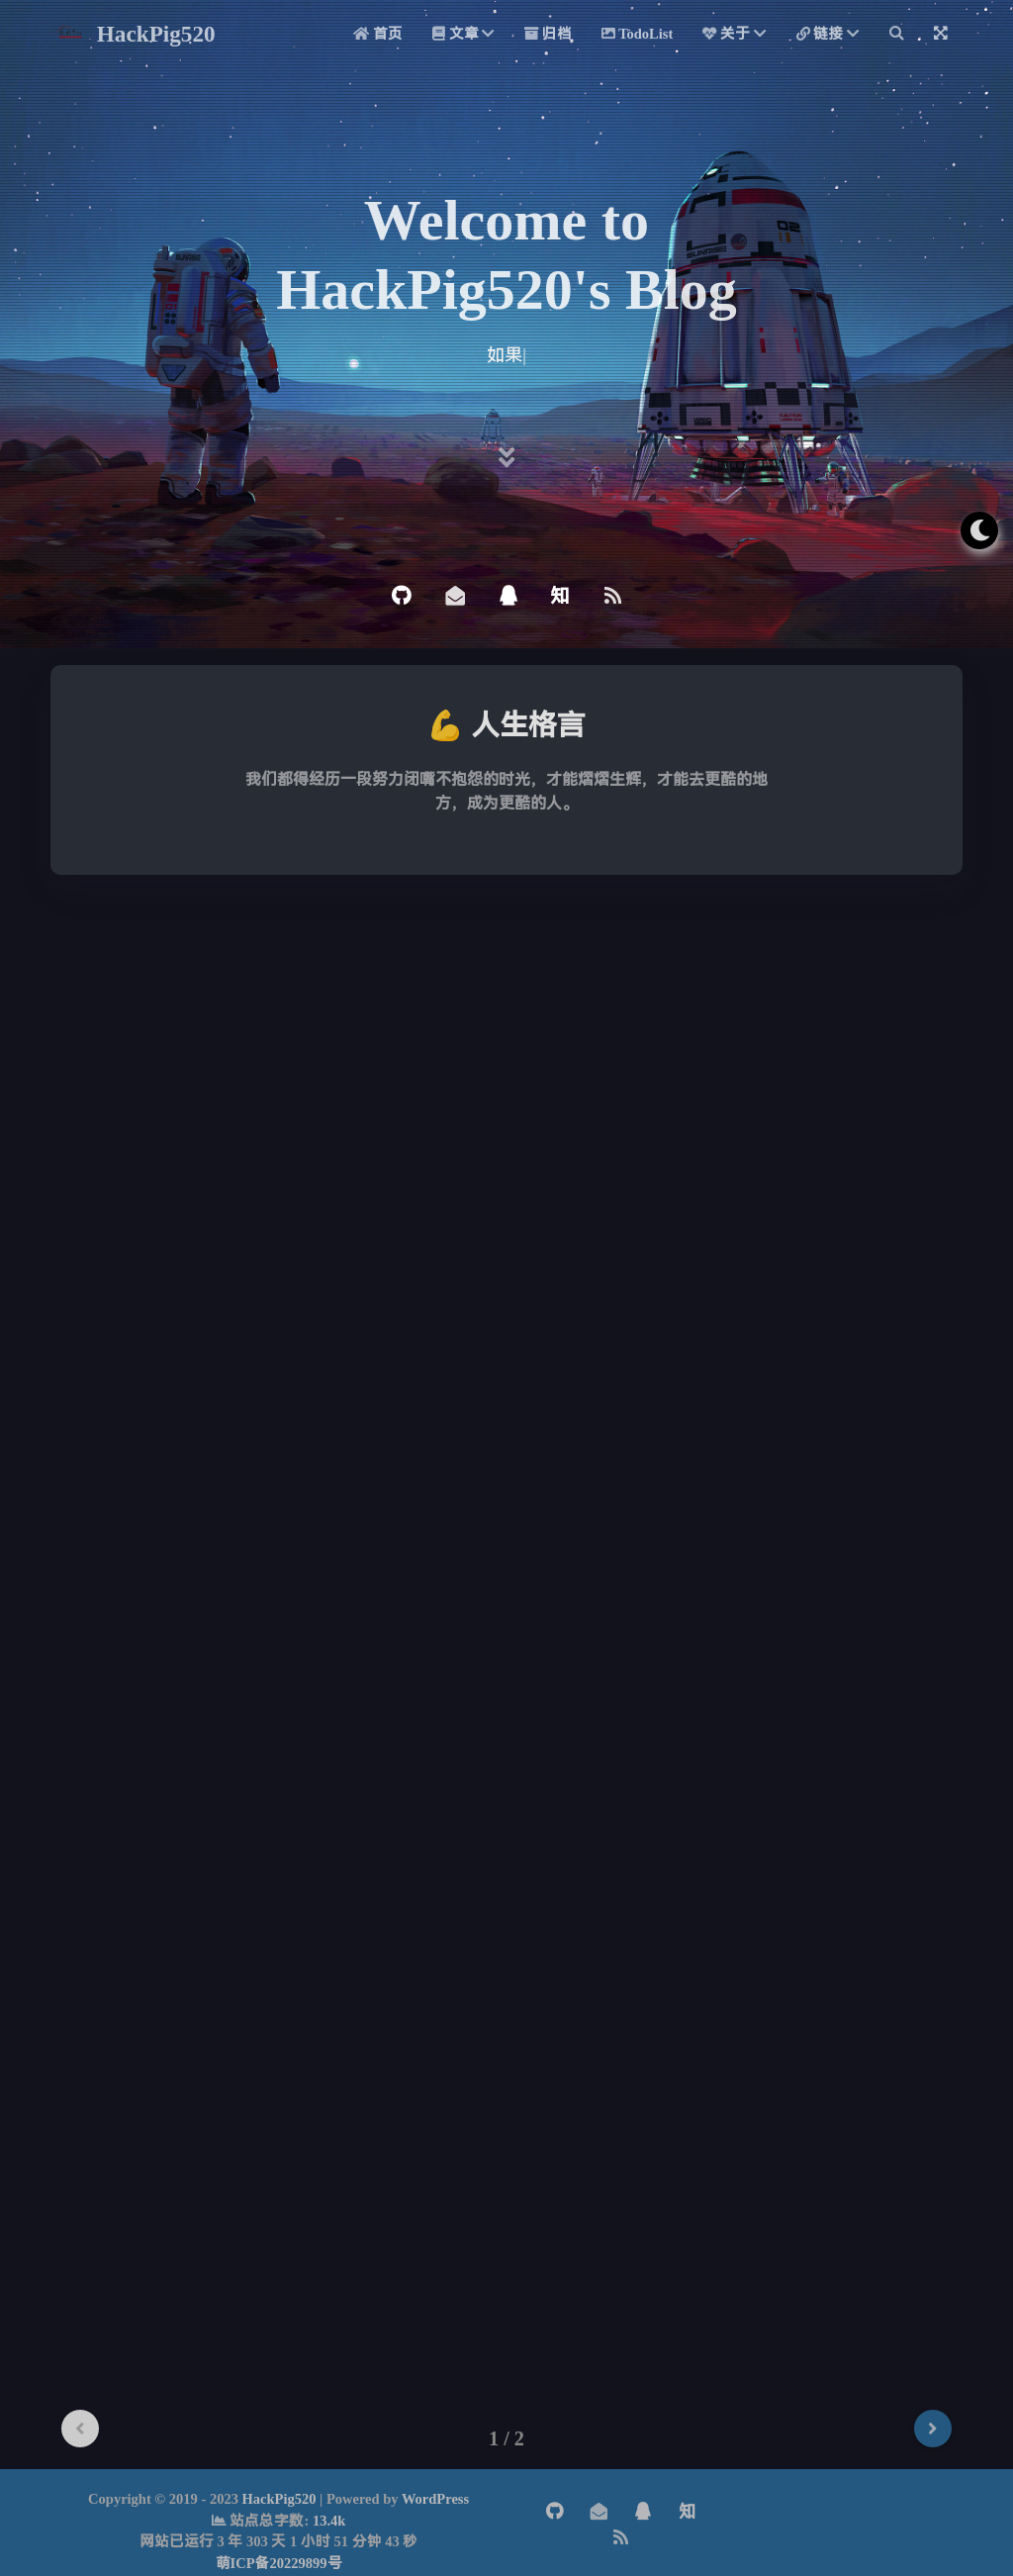 HackPig520
首页 文章 归档 TodoList 关于 链接
Welcome to
HackPig520's Blog
如果|
知
💪 人生格言
我们都得经历一段努力闭嘴不抱怨的时光，才能熠熠生辉，才能去更酷的地
方，成为更酷的人。
1 / 2
Copyright © 2019 - 2023 HackPig520 | Powered by WordPress
站点总字数: 13.4k
网站已运行 3 年 303 天 1 小时 51 分钟 43 秒
萌ICP备20229899号
知